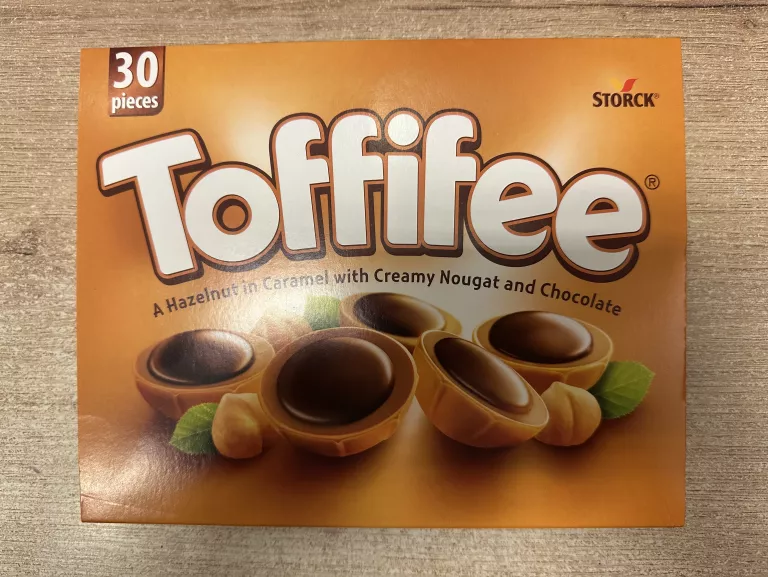 30
pieces
STORCK®
Toffifee®
A Hazelnut in Caramel with Creamy Nougat and Chocolate